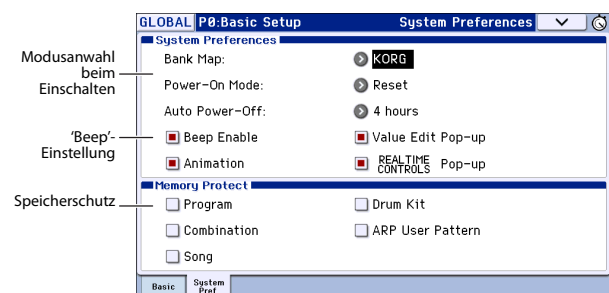 GLOBAL P0:Basic Setup System Preferences
System Preferences
Modusanwahl
beim
Einschalten
Bank Map: KORG
Power-On Mode: Reset
Auto Power-Off: 4 hours
'Beep'-
Einstellung
Beep Enable Value Edit Pop-up
Animation REALTIME CONTROLS Pop-up
Memory Protect
Speicherschutz
Program Drum Kit
Combination ARP User Pattern
Song
Basic System Pref